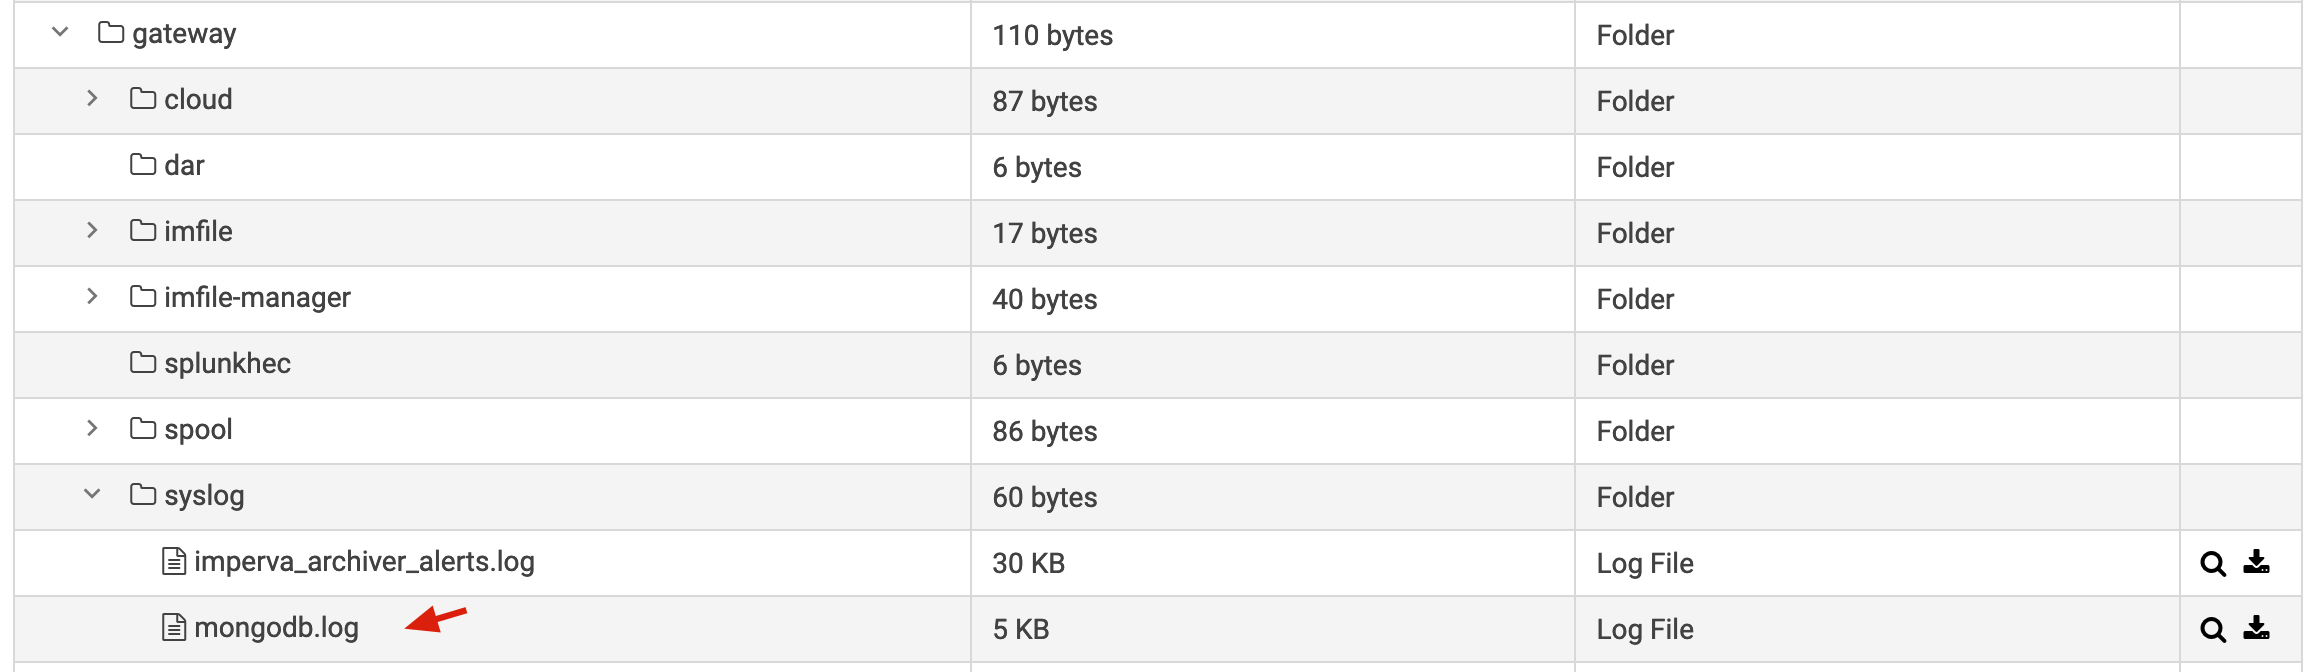 gateway 110 bytes Folder
cloud 87 bytes Folder
dar 6 bytes Folder
imfile 17 bytes Folder
imfile-manager 40 bytes Folder
splunkhec 6 bytes Folder
spool 86 bytes Folder
syslog 60 bytes Folder
imperva_archiver_alerts.log 30 KB Log File
mongodb.log 5 KB Log File